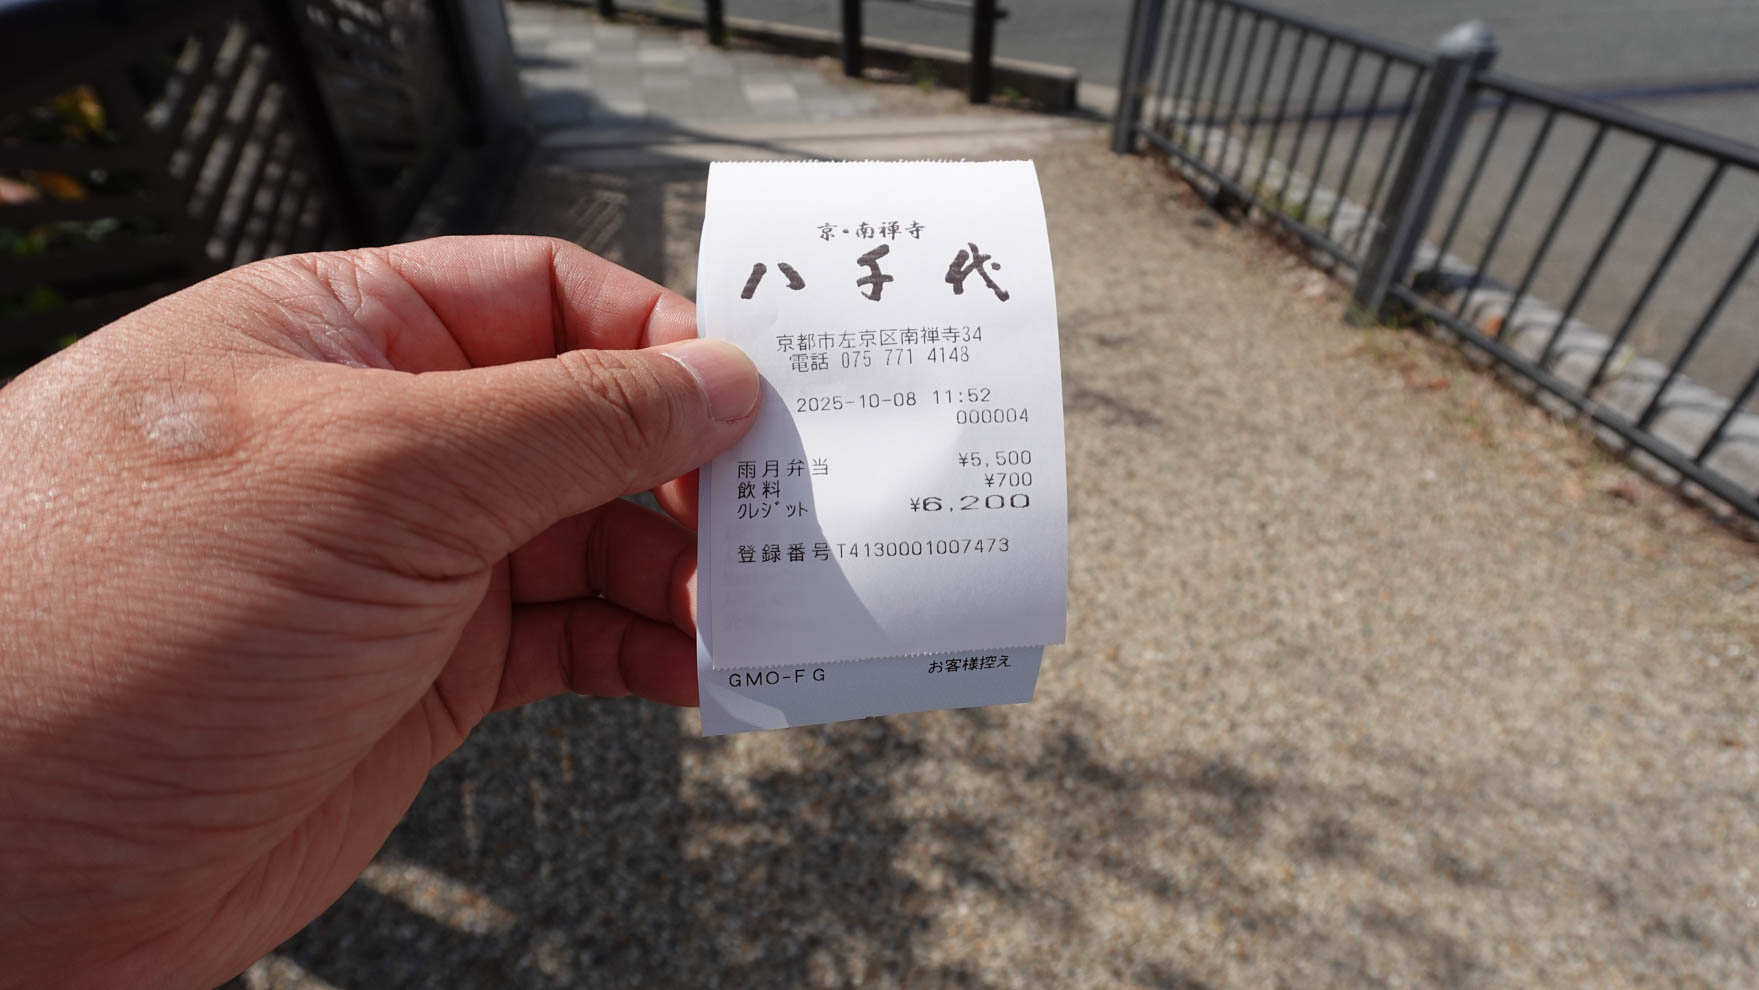 京・南禅寺
八千代
京都市左京区南禅寺34
電話 075 771 4148
2025-10-08 11:52
000004
雨月弁当 ¥5,500
飲料 ¥700
ｸﾚｼﾞｯﾄ ¥6,200
登録番号T4130001007473
GMO-FG お客様控え